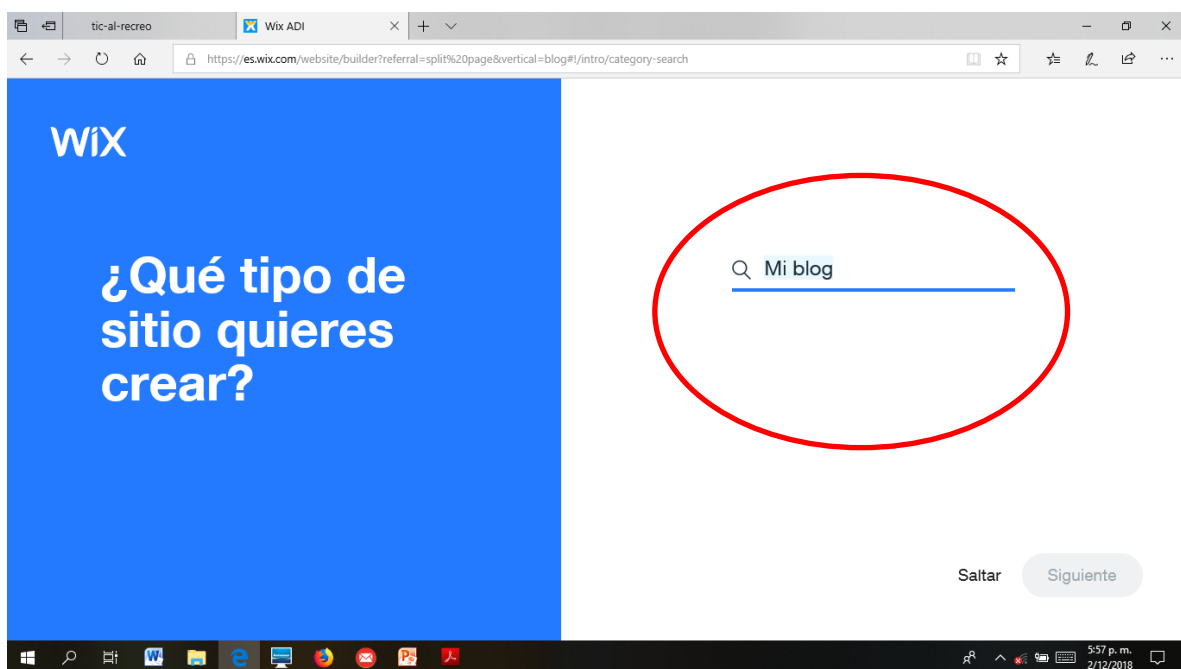 tic-al-recreo
Wix ADI
https://es.wix.com/website/builder?referral=split%20page&vertical=blog#!/intro/category-search
WiX
¿Qué tipo de
sitio quieres
crear?
Mi blog
Saltar
Siguiente
5:57 p. m.
2/12/2018